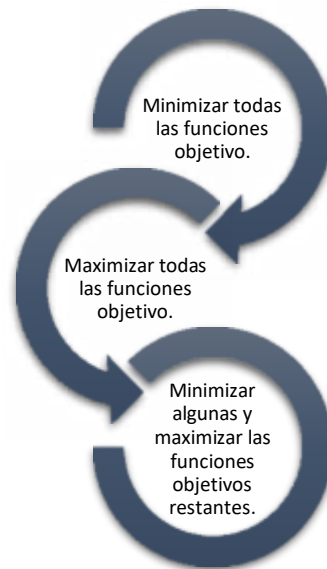 Minimizar todas
las funciones
objetivo.
Maximizar todas
las funciones
objetivo.
Minimizar
algunas y
maximizar las
funciones
objetivos
restantes.